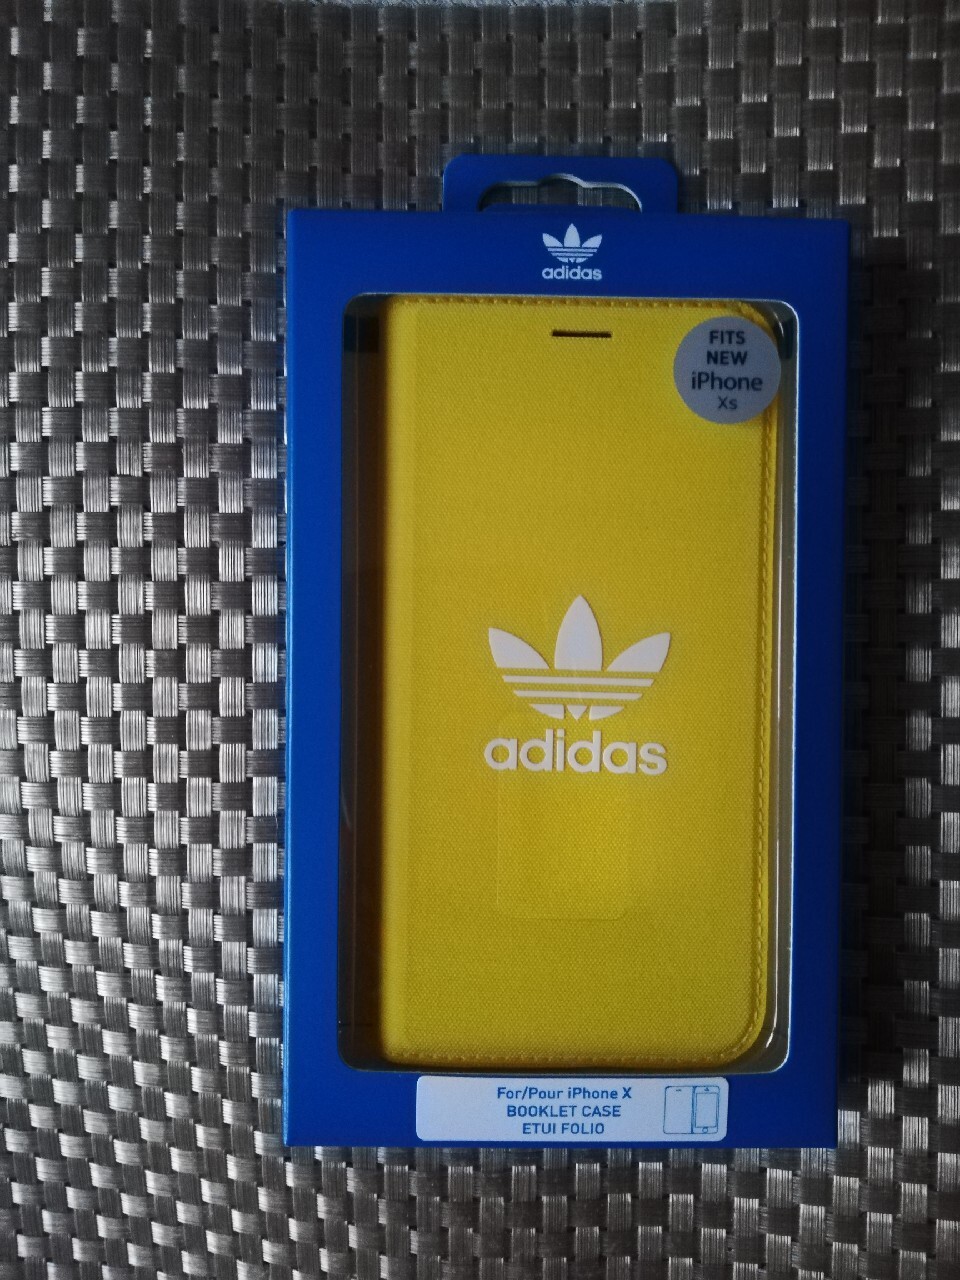 adidas
FITS
NEW
iPhone
Xs
adidas
For/Pour iPhone X
BOOKLET CASE
ETUI FOLIO